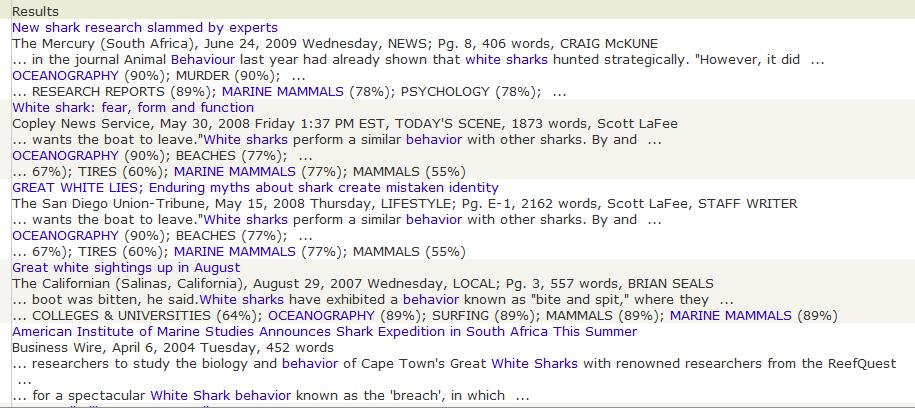 Results
New shark research slammed by experts
The Mercury (South Africa), June 24, 2009 Wednesday, NEWS; Pg. 8, 406 words, CRAIG McKUNE
... in the journal Animal Behaviour last year had already shown that white sharks hunted strategically. "However, it did ...
OCEANOGRAPHY (90%); MURDER (90%); ...
... RESEARCH REPORTS (89%); MARINE MAMMALS (78%); PSYCHOLOGY (78%); ...
White shark: fear, form and function
Copley News Service, May 30, 2008 Friday 1:37 PM EST, TODAY'S SCENE, 1873 words, Scott LaFee
... wants the boat to leave."White sharks perform a similar behavior with other sharks. By and ...
OCEANOGRAPHY (90%); BEACHES (77%); ...
... 67%); TIRES (60%); MARINE MAMMALS (77%); MAMMALS (55%)
GREAT WHITE LIES; Enduring myths about shark create mistaken identity
The San Diego Union-Tribune, May 15, 2008 Thursday, LIFESTYLE; Pg. E-1, 2162 words, Scott LaFee, STAFF WRITER
... wants the boat to leave."White sharks perform a similar behavior with other sharks. By and ...
OCEANOGRAPHY (90%); BEACHES (77%); ...
... 67%); TIRES (60%); MARINE MAMMALS (77%); MAMMALS (55%)
Great white sightings up in August
The Californian (Salinas, California), August 29, 2007 Wednesday, LOCAL; Pg. 3, 557 words, BRIAN SEALS
... boot was bitten, he said.White sharks have exhibited a behavior known as "bite and spit," where they ...
... COLLEGES & UNIVERSITIES (64%); OCEANOGRAPHY (89%); SURFING (89%); MAMMALS (89%); MARINE MAMMALS (89%)
American Institute of Marine Studies Announces Shark Expedition in South Africa This Summer
Business Wire, April 6, 2004 Tuesday, 452 words
... researchers to study the biology and behavior of Cape Town's Great White Sharks with renowned researchers from the ReefQuest
...
... for a spectacular White Shark behavior known as the 'breach', in which ...